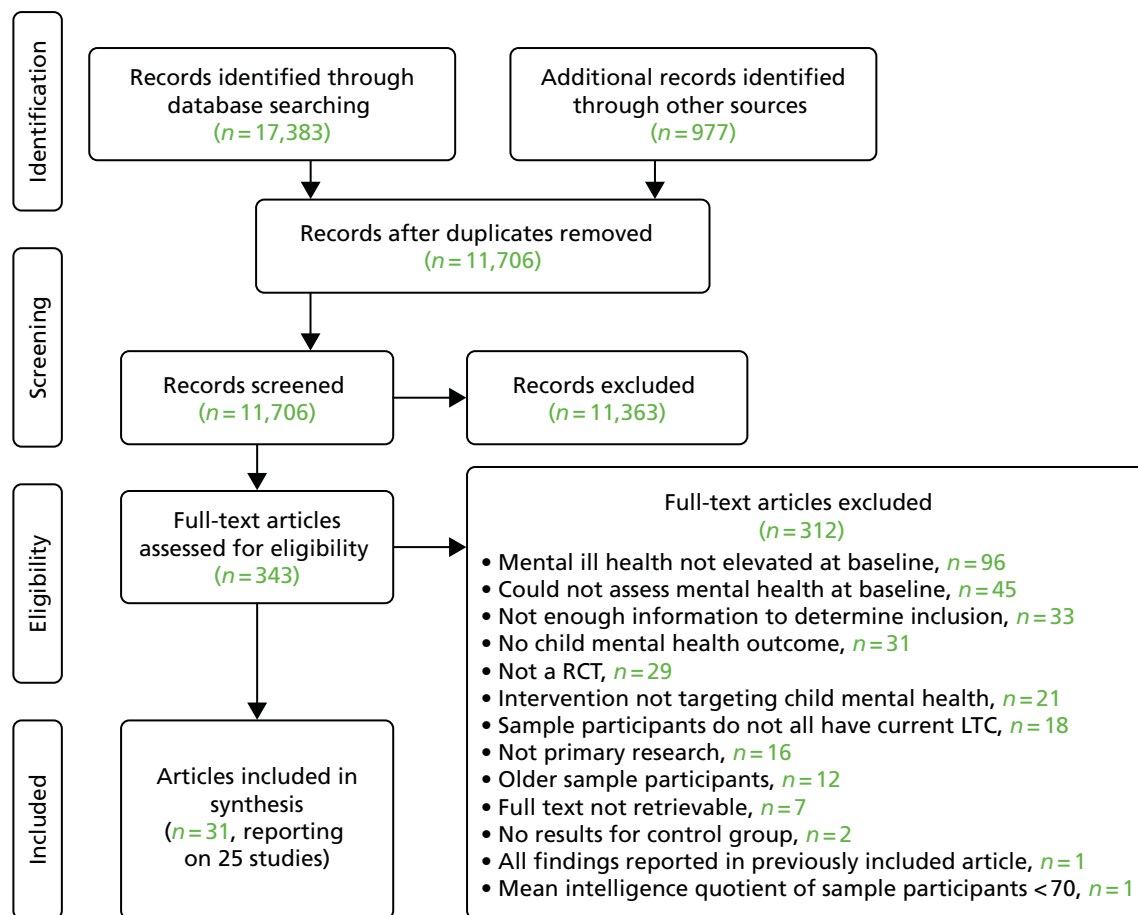 Identification
Records identified through
database searching
(n = 17,383)
Additional records identified
through other sources
(n = 977)
Records after duplicates removed
(n = 11,706)
Screening
Records screened
(n = 11,706)
Records excluded
(n = 11,363)
Eligibility
Full-text articles
assessed for eligibility
(n = 343)
Full-text articles excluded
(n = 312)
• Mental ill health not elevated at baseline, n = 96
• Could not assess mental health at baseline, n = 45
• Not enough information to determine inclusion, n = 33
• No child mental health outcome, n = 31
• Not a RCT, n = 29
• Intervention not targeting child mental health, n = 21
• Sample participants do not all have current LTC, n = 18
• Not primary research, n = 16
• Older sample participants, n = 12
• Full text not retrievable, n = 7
• No results for control group, n = 2
• All findings reported in previously included article, n = 1
• Mean intelligence quotient of sample participants < 70, n = 1
Included
Articles included in
synthesis
(n = 31, reporting
on 25 studies)